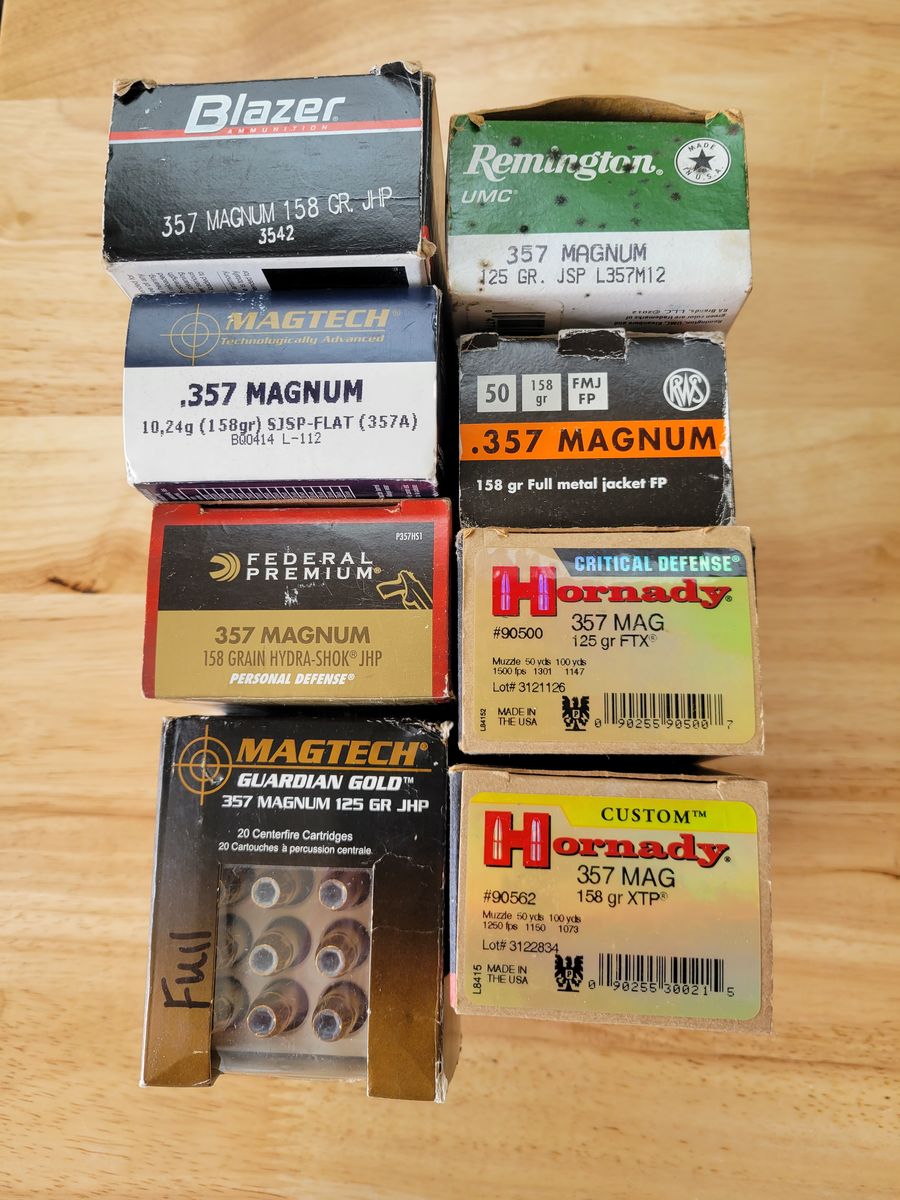 Blazer®
AMMUNITION
357 MAGNUM 158 GR. JHP
3542
Remington®
UMC®
MADE
IN U.S.A
357 MAGNUM
125 GR. JSP L357M12
MAGTECH®
Technologically Advanced
.357 MAGNUM
10,24g (158gr) SJSP-FLAT (357A)
BQ0414 L-112
50
158
gr
FMJ
FP
RWS
.357 MAGNUM
158 gr Full metal jacket FP
P357HS1
FEDERAL
PREMIUM®
357 MAGNUM
158 GRAIN HYDRA-SHOK® JHP
PERSONAL DEFENSE®
CRITICAL DEFENSE®
Hornady®
#90500
357 MAG
125 gr FTX®
Muzzle 50 yds 100 yds
1500 fps 1301 1147
Lot# 3121126
L84152
MADE IN
THE USA
0 90255 90500 7
MAGTECH®
GUARDIAN GOLD™
357 MAGNUM 125 GR JHP
20 Centerfire Cartridges
20 Cartouches à percussion centrale
Full
CUSTOM™
Hornady®
#90562
357 MAG
158 gr XTP®
Muzzle 50 yds 100 yds
1250 fps 1150 1073
Lot# 3122834
L8415
MADE IN
THE USA
0 90255 30021 5